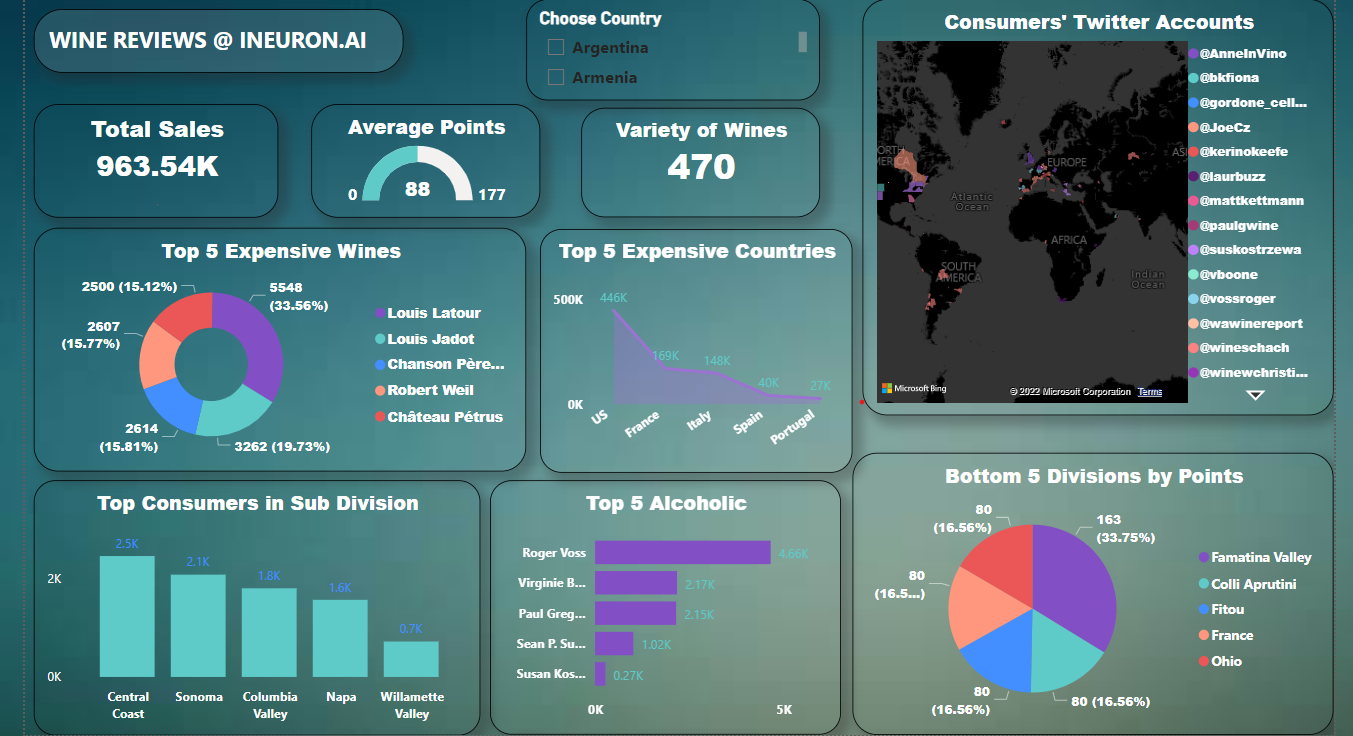 WINE REVIEWS @ INEURON.AI
Choose Country
Argentina
Armenia
Total Sales
963.54K
Average Points
0
88
177
Variety of Wines
470
Consumers' Twitter Accounts
NORTH
AMERICA
EUROPE
ASI
Atlantic
Ocean
AFRICA
SOUTH
AMERICA
Indian
Ocean
Microsoft Bing
© 2022 Microsoft Corporation Terms
@AnneInVino
@bkfiona
@gordone_cell...
@JoeCz
@kerinokeefe
@laurbuzz
@mattkettmann
@paulgwine
@suskostrzewa
@vboone
@vossroger
@wawinereport
@wineschach
@winewchristi...
Top 5 Expensive Wines
2500 (15.12%)
5548
(33.56%)
2607
(15.77%)
2614
(15.81%)
3262 (19.73%)
Louis Latour
Louis Jadot
Chanson Père...
Robert Weil
Château Pétrus
Top 5 Expensive Countries
500K
0K
446K
169K
148K
40K
27K
US
France
Italy
Spain
Portugal
Top Consumers in Sub Division
2K
0K
2.5K
2.1K
1.8K
1.6K
0.7K
Central
Coast
Sonoma
Columbia
Valley
Napa
Willamette
Valley
Top 5 Alcoholic
Roger Voss
4.66K
Virginie B...
2.17K
Paul Greg...
2.15K
Sean P. Su...
1.02K
Susan Kos...
0.27K
0K
5K
Bottom 5 Divisions by Points
80
(16.56%)
163
(33.75%)
80
(16.5...)
80
(16.56%)
80 (16.56%)
Famatina Valley
Colli Aprutini
Fitou
France
Ohio